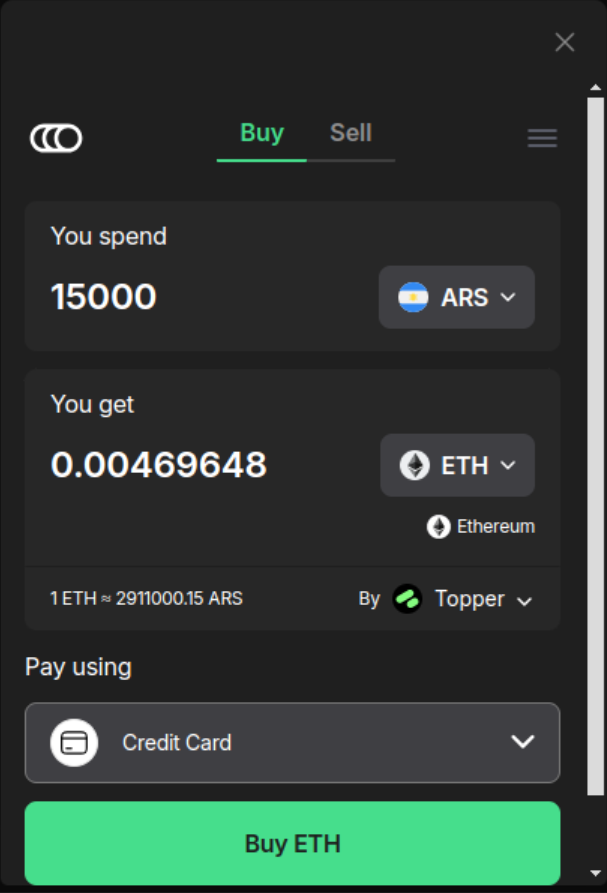 Buy Sell
You spend
15000 ARS
You get
0.00469648 ETH
Ethereum
1 ETH ≈ 2911000.15 ARS By Topper
Pay using
Credit Card
Buy ETH